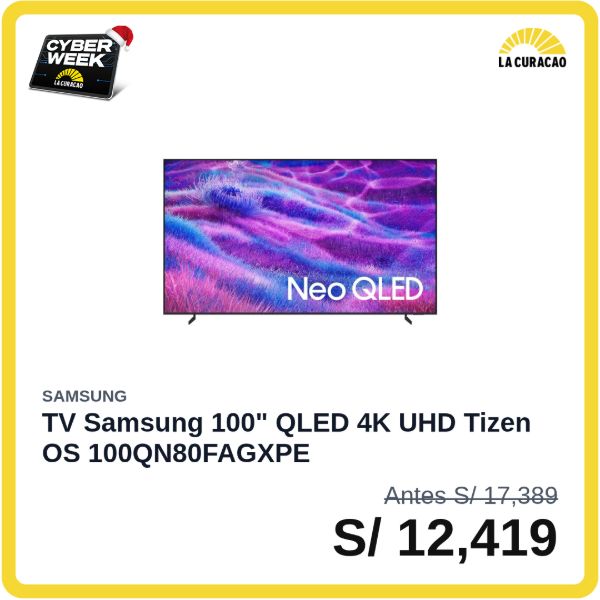 CYBER
WEEK
LA CURACAO
LA CURACAO
Neo QLED
SAMSUNG
TV Samsung 100" QLED 4K UHD Tizen
OS 100QN80FAGXPE
Antes S/ 17,389
S/ 12,419